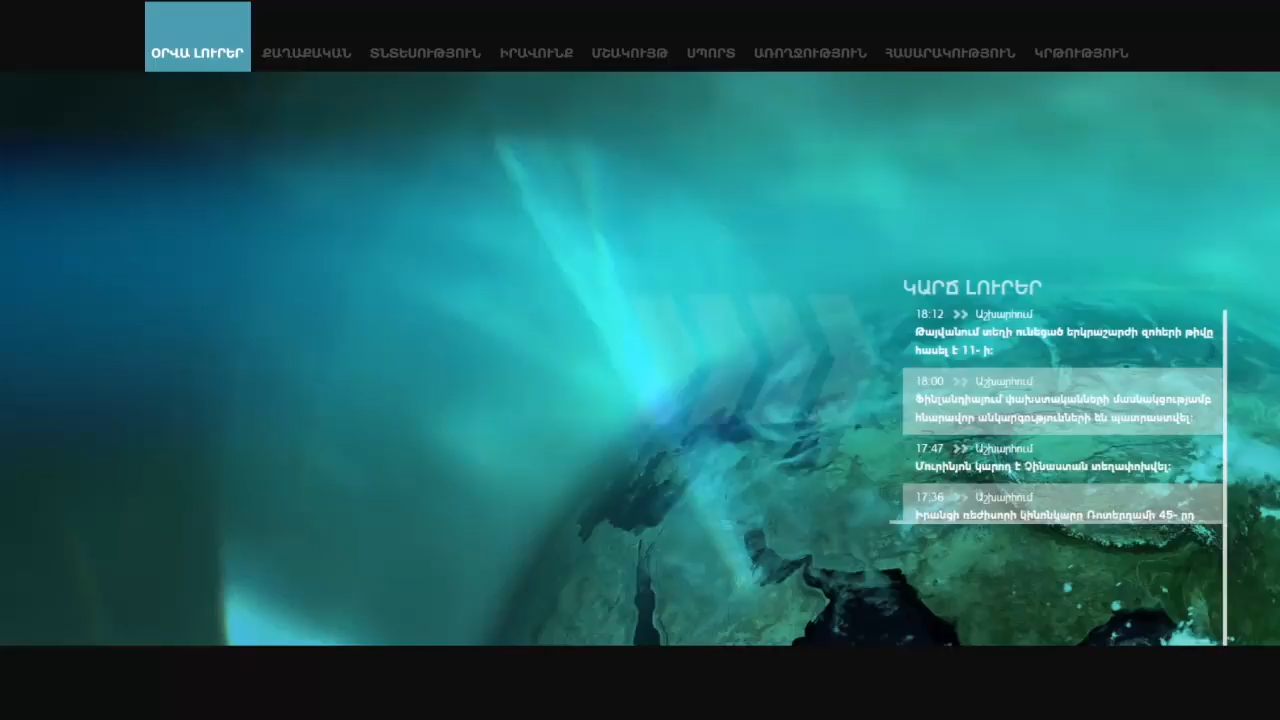 ՕՐՎԱ ԼՈՒՐԵՐ ՔԱՂԱՔԱԿԱՆ ՏՆՏԵՍՈՒԹՅՈՒՆ ԻՐԱՎՈՒՆՔ ՄՇԱԿՈՒՅԹ ՍՊՈՐՏ ԱՌՈՂՋՈՒԹՅՈՒՆ ՀԱՍԱՐԱԿՈՒԹՅՈՒՆ ԿՐԹՈՒԹՅՈՒՆ
ԿԱՐՃ ԼՈՒՐԵՐ
18:12 Աշխարհում
Թայվանում տեղի ունեցած երկրաշարժի զոհերի թիվը
հասել է 11- ի:
18:00 Աշխարհում
Ֆինլանդիայում փախստականների մասնակցությամբ
հնարավոր անկարգությունների են պատրաստվել:
17:47 Աշխարհում
Մուրինյոն կարող է Չինաստան տեղափոխվել:
17:36 Աշխարհում
Իրանցի ռեժիսորի կինոնկարը Ռոտերդամի 45- րդ